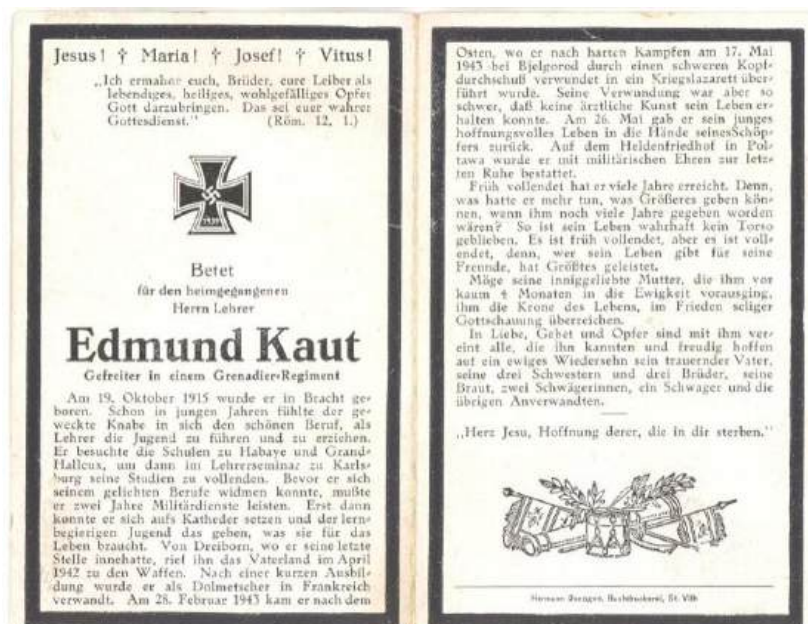 Jesus! † Maria! † Josef! † Vitus!
„Ich ermahne euch, Brüder, eure Leiber als
lebendiges, heiliges, wohlgefälliges Opfer
Gott darzubringen. Das sei euer wahrer
Gottesdienst." (Röm. 12, 1.)
1939
Betet
für den heimgegangenen
Herrn Lehrer
Edmund Kaut
Gefreiter in einem Grenadier-Regiment
Am 19. Oktober 1915 wurde er in Bracht ge-
boren. Schon in jungen Jahren fühlte der ge-
weckte Knabe in sich den schönen Beruf, als
Lehrer die Jugend zu führen und zu erziehen.
Er besuchte die Schulen zu Habaye und Grand-
Halleux, um dann im Lehrerseminar zu Karls-
burg seine Studien zu vollenden. Bevor er sich
seinem geliebten Berufe widmen konnte, mußte
er zwei Jahre Militärdienste leisten. Erst dann
konnte er sich aufs Katheder setzen und der lern-
begierigen Jugend das geben, was sie für das
Leben braucht. Von Dreiborn, wo er seine letzte
Stelle innehatte, rief ihn das Vaterland im April
1942 zu den Waffen. Nach einer kurzen Ausbil-
dung wurde er als Dolmetscher in Frankreich
verwandt. Am 28. Februar 1943 kam er nach dem
Osten, wo er nach harten Kampfen am 17. Mai
1943 bei Bjelgorod durch einen schweren Kopf-
durchschuß verwundet in ein Kriegslazarett über-
führt wurde. Seine Verwundung war aber so
schwer, daß keine ärztliche Kunst sein Leben er-
halten konnte. Am 26. Mai gab er sein junges
hoffnungsvolles Leben in die Hände seines Schöp-
fers zurück. Auf dem Heldenfriedhof in Pol-
tawa wurde er mit militärischen Ehren zur letz-
ten Ruhe bestattet.
Früh vollendet hat er viele Jahre erreicht. Denn,
was hatte er mehr tun, was Größeres geben kön-
nen, wenn ihm noch viele Jahre gegeben worden
wären? So ist sein Leben wahrhaft kein Torso
geblieben. Es ist früh vollendet, aber es ist voll-
endet, denn, wer sein Leben gibt für seine
Freunde, hat Größtes geleistet.
Möge seine inniggeliebte Mutter, die ihm vor
kaum 4 Monaten in die Ewigkeit vorausging,
ihm die Krone des Lebens, im Frieden seliger
Gottschauung überreichen.
In Liebe, Gebet und Opfer sind mit ihm ver-
eint alle, die ihn kannten und freudig hoffen
auf ein ewiges Wiedersehn sein trauernder Vater,
seine drei Schwestern und drei Brüder, seine
Braut, zwei Schwägerinnen, ein Schwager und die
übrigen Anverwandten.
„Herz Jesu, Hoffnung derer, die in dir sterben."
Hermann Doepgen, Buchdruckerei, St. Vith